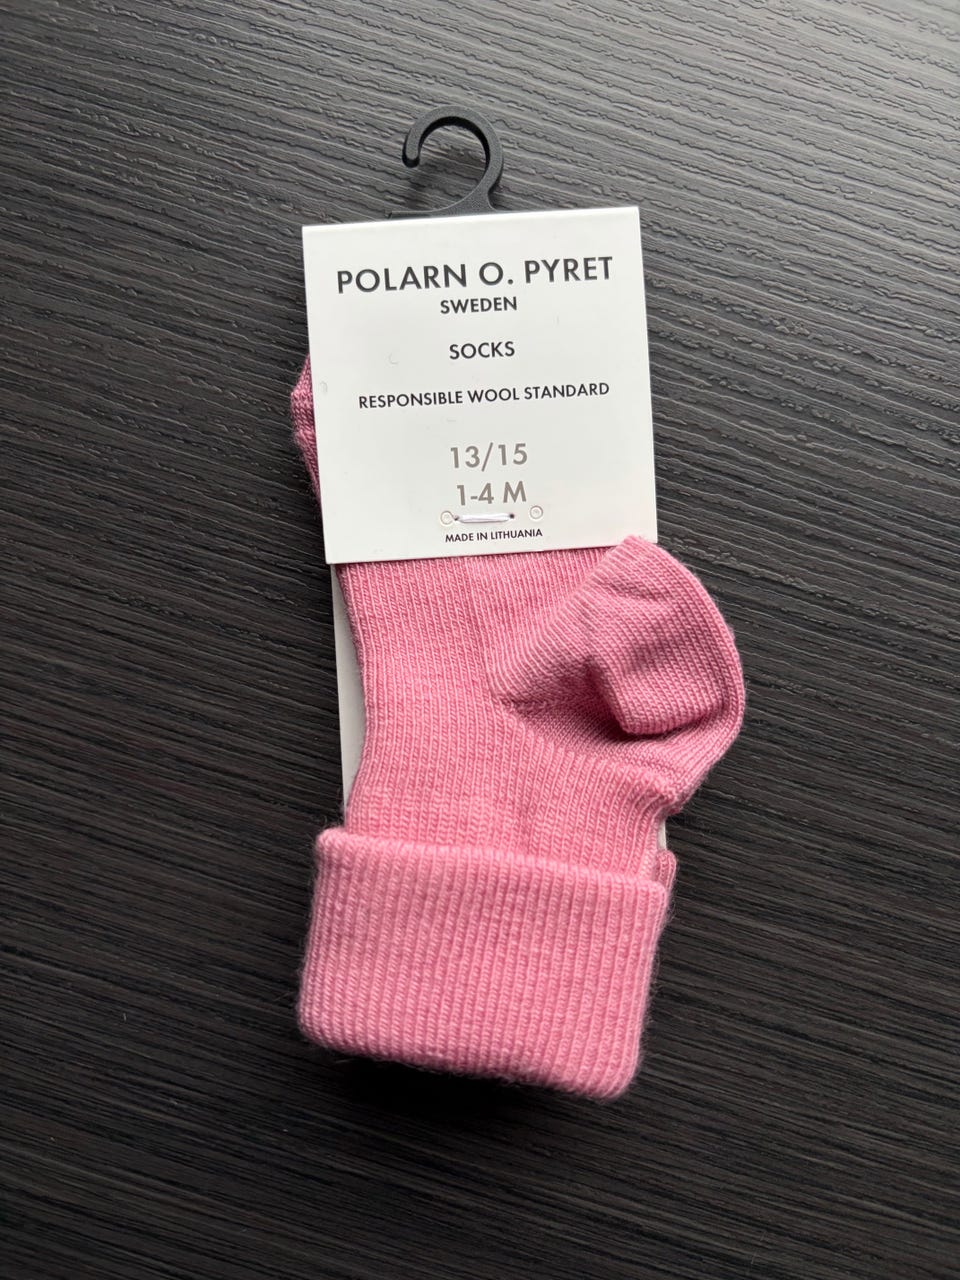 POLARN O. PYRET
SWEDEN
SOCKS
RESPONSIBLE WOOL STANDARD
13/15
1-4 M
MADE IN LITHUANIA